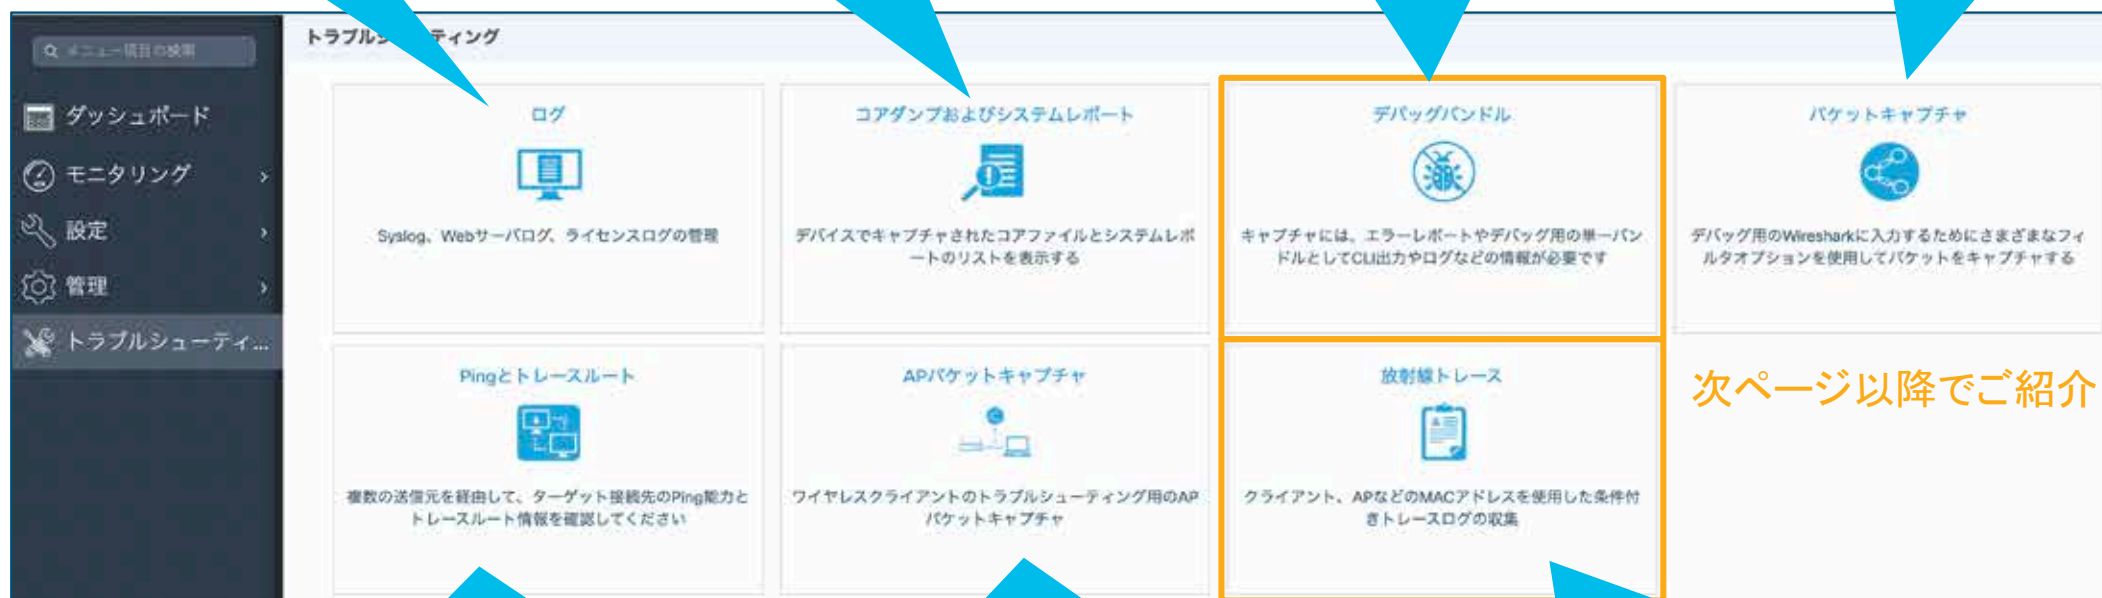 メニュー項目の検索
トラブルシューティング
ダッシュボード
モニタリング
設定
管理
トラブルシューティ...
ログ
Syslog、Webサーバログ、ライセンスログの管理
コアダンプおよびシステムレポート
デバイスでキャプチャされたコアファイルとシステムレポ
ートのリストを表示する
デバッグバンドル
キャプチャには、エラーレポートやデバッグ用の単一バン
ドルとしてCLI出力やログなどの情報が必要です
パケットキャプチャ
デバッグ用のWiresharkに入力するためにさまざまなフィ
ルタオプションを使用してパケットをキャプチャする
Pingとトレースルート
複数の送信元を経由して、ターゲット接続先のPing能力と
トレースルート情報を確認してください
APパケットキャプチャ
ワイヤレスクライアントのトラブルシューティング用のAP
パケットキャプチャ
放射線トレース
クライアント、APなどのMACアドレスを使用した条件付
きトレースログの収集
次ページ以降でご紹介